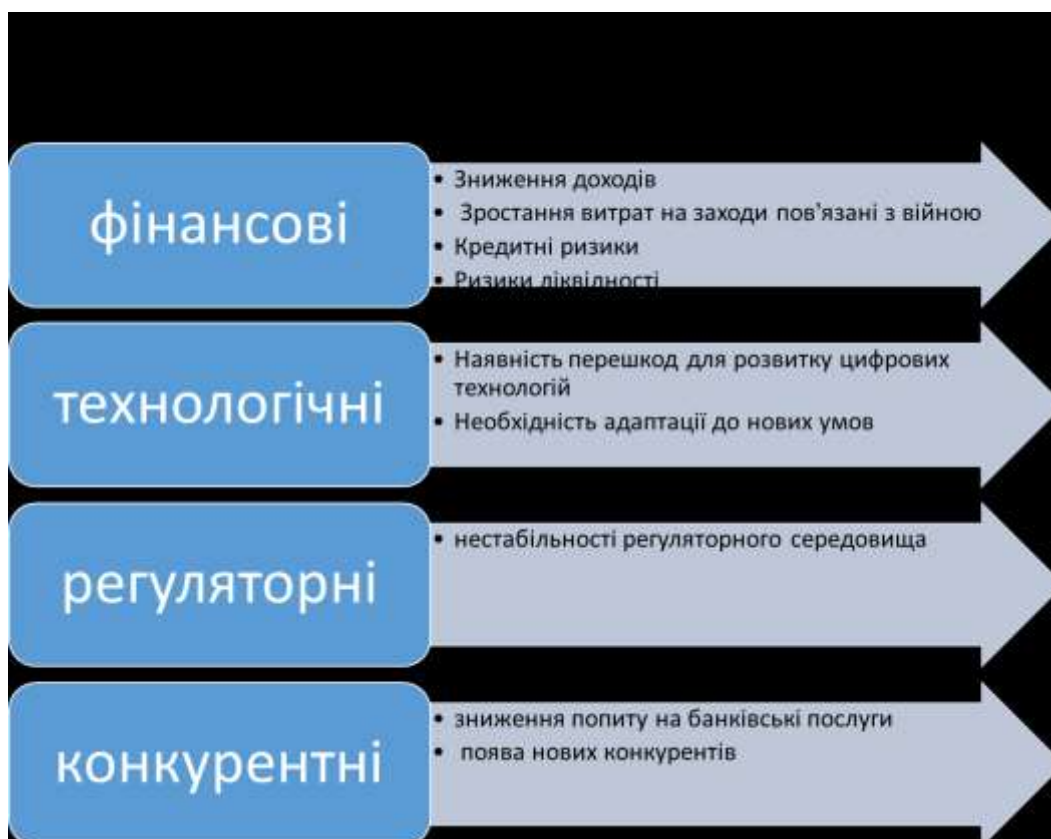 фінансові
• Зниження доходів
• Зростання витрат на заходи пов’язані з війною
• Кредитні ризики
• Ризики ліквідності
технологічні
• Наявність перешкод для розвитку цифрових
технологій
• Необхідність адаптації до нових умов
регуляторні
• нестабільності регуляторного середовища
конкурентні
• зниження попиту на банківські послуги
• поява нових конкурентів